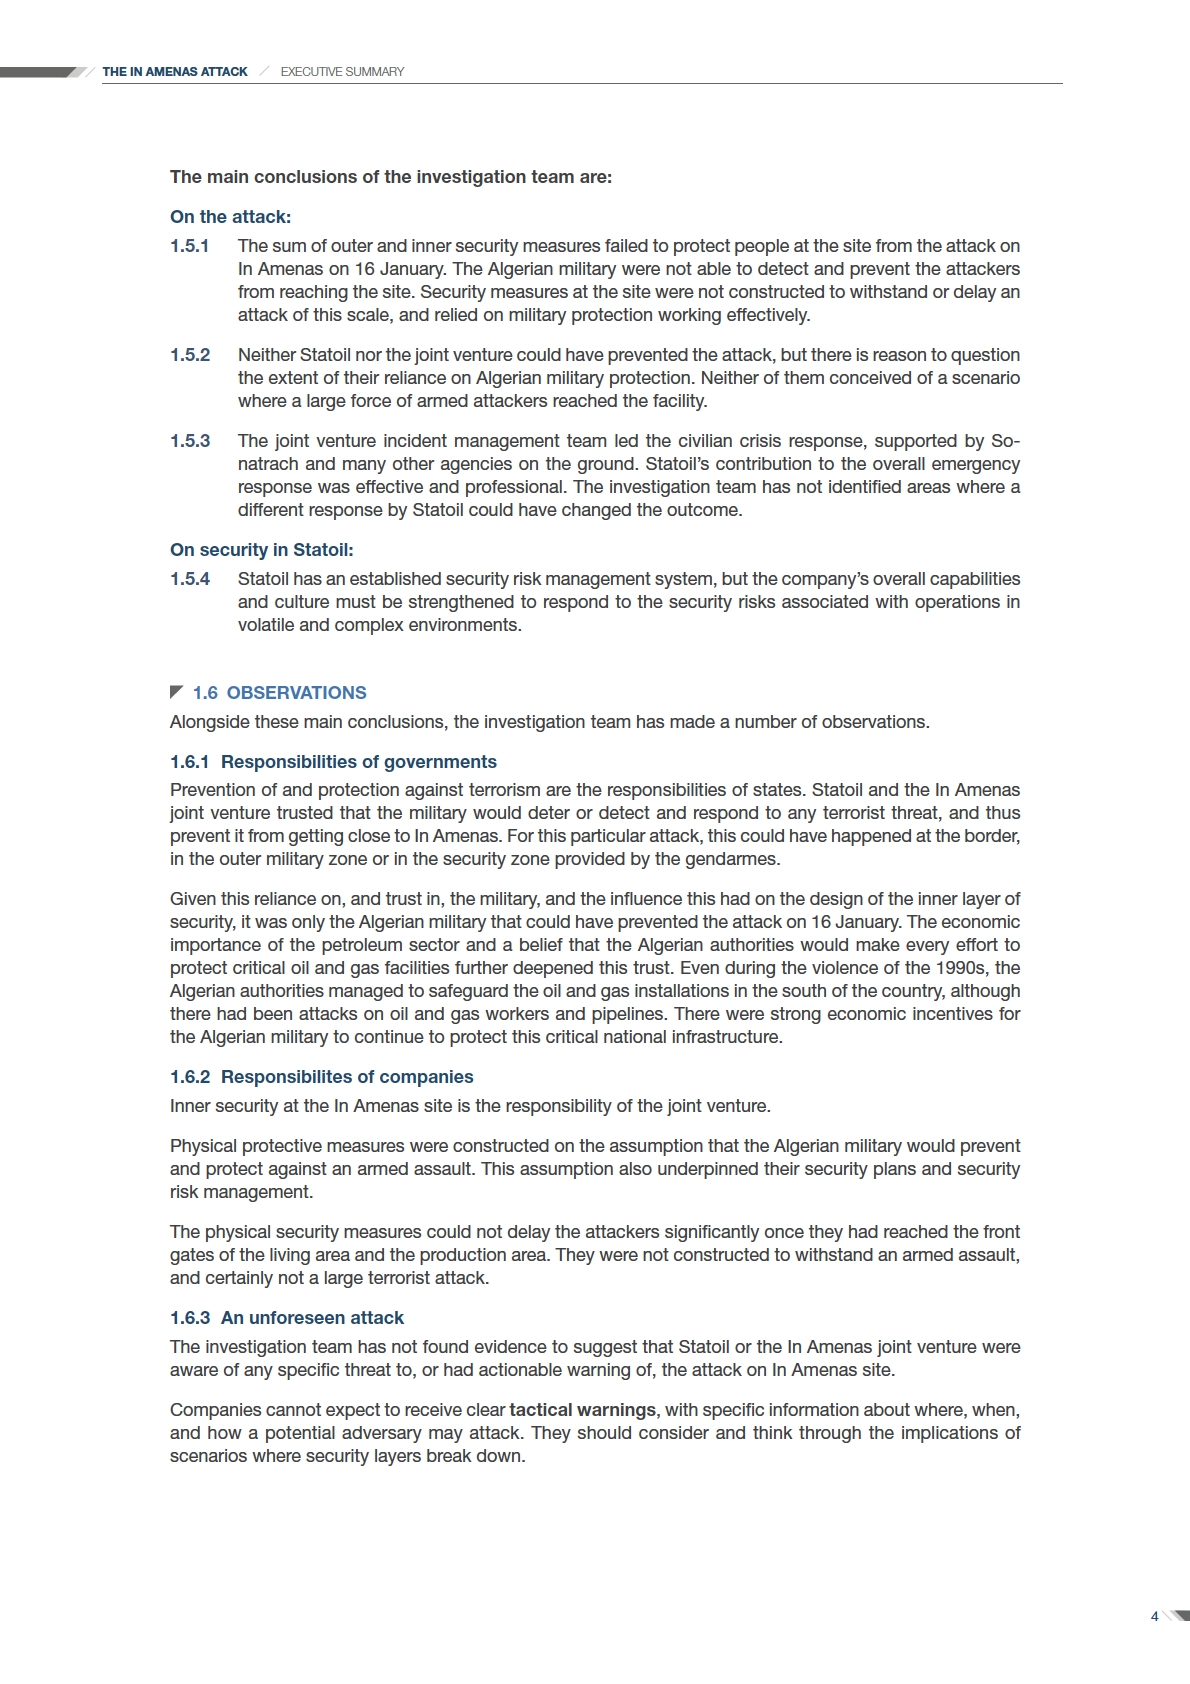 THE IN AMENAS ATTACK / EXECUTIVE SUMMARY
The main conclusions of the investigation team are:
On the attack:
1.5.1 The sum of outer and inner security measures failed to protect people at the site from the attack on
In Amenas on 16 January. The Algerian military were not able to detect and prevent the attackers
from reaching the site. Security measures at the site were not constructed to withstand or delay an
attack of this scale, and relied on military protection working effectively.
1.5.2 Neither Statoil nor the joint venture could have prevented the attack, but there is reason to question
the extent of their reliance on Algerian military protection. Neither of them conceived of a scenario
where a large force of armed attackers reached the facility.
1.5.3 The joint venture incident management team led the civilian crisis response, supported by So-
natrach and many other agencies on the ground. Statoil’s contribution to the overall emergency
response was effective and professional. The investigation team has not identified areas where a
different response by Statoil could have changed the outcome.
On security in Statoil:
1.5.4 Statoil has an established security risk management system, but the company’s overall capabilities
and culture must be strengthened to respond to the security risks associated with operations in
volatile and complex environments.
1.6 OBSERVATIONS
Alongside these main conclusions, the investigation team has made a number of observations.
1.6.1 Responsibilities of governments
Prevention of and protection against terrorism are the responsibilities of states. Statoil and the In Amenas
joint venture trusted that the military would deter or detect and respond to any terrorist threat, and thus
prevent it from getting close to In Amenas. For this particular attack, this could have happened at the border,
in the outer military zone or in the security zone provided by the gendarmes.
Given this reliance on, and trust in, the military, and the influence this had on the design of the inner layer of
security, it was only the Algerian military that could have prevented the attack on 16 January. The economic
importance of the petroleum sector and a belief that the Algerian authorities would make every effort to
protect critical oil and gas facilities further deepened this trust. Even during the violence of the 1990s, the
Algerian authorities managed to safeguard the oil and gas installations in the south of the country, although
there had been attacks on oil and gas workers and pipelines. There were strong economic incentives for
the Algerian military to continue to protect this critical national infrastructure.
1.6.2 Responsibilites of companies
Inner security at the In Amenas site is the responsibility of the joint venture.
Physical protective measures were constructed on the assumption that the Algerian military would prevent
and protect against an armed assault. This assumption also underpinned their security plans and security
risk management.
The physical security measures could not delay the attackers significantly once they had reached the front
gates of the living area and the production area. They were not constructed to withstand an armed assault,
and certainly not a large terrorist attack.
1.6.3 An unforeseen attack
The investigation team has not found evidence to suggest that Statoil or the In Amenas joint venture were
aware of any specific threat to, or had actionable warning of, the attack on In Amenas site.
Companies cannot expect to receive clear tactical warnings, with specific information about where, when,
and how a potential adversary may attack. They should consider and think through the implications of
scenarios where security layers break down.
4